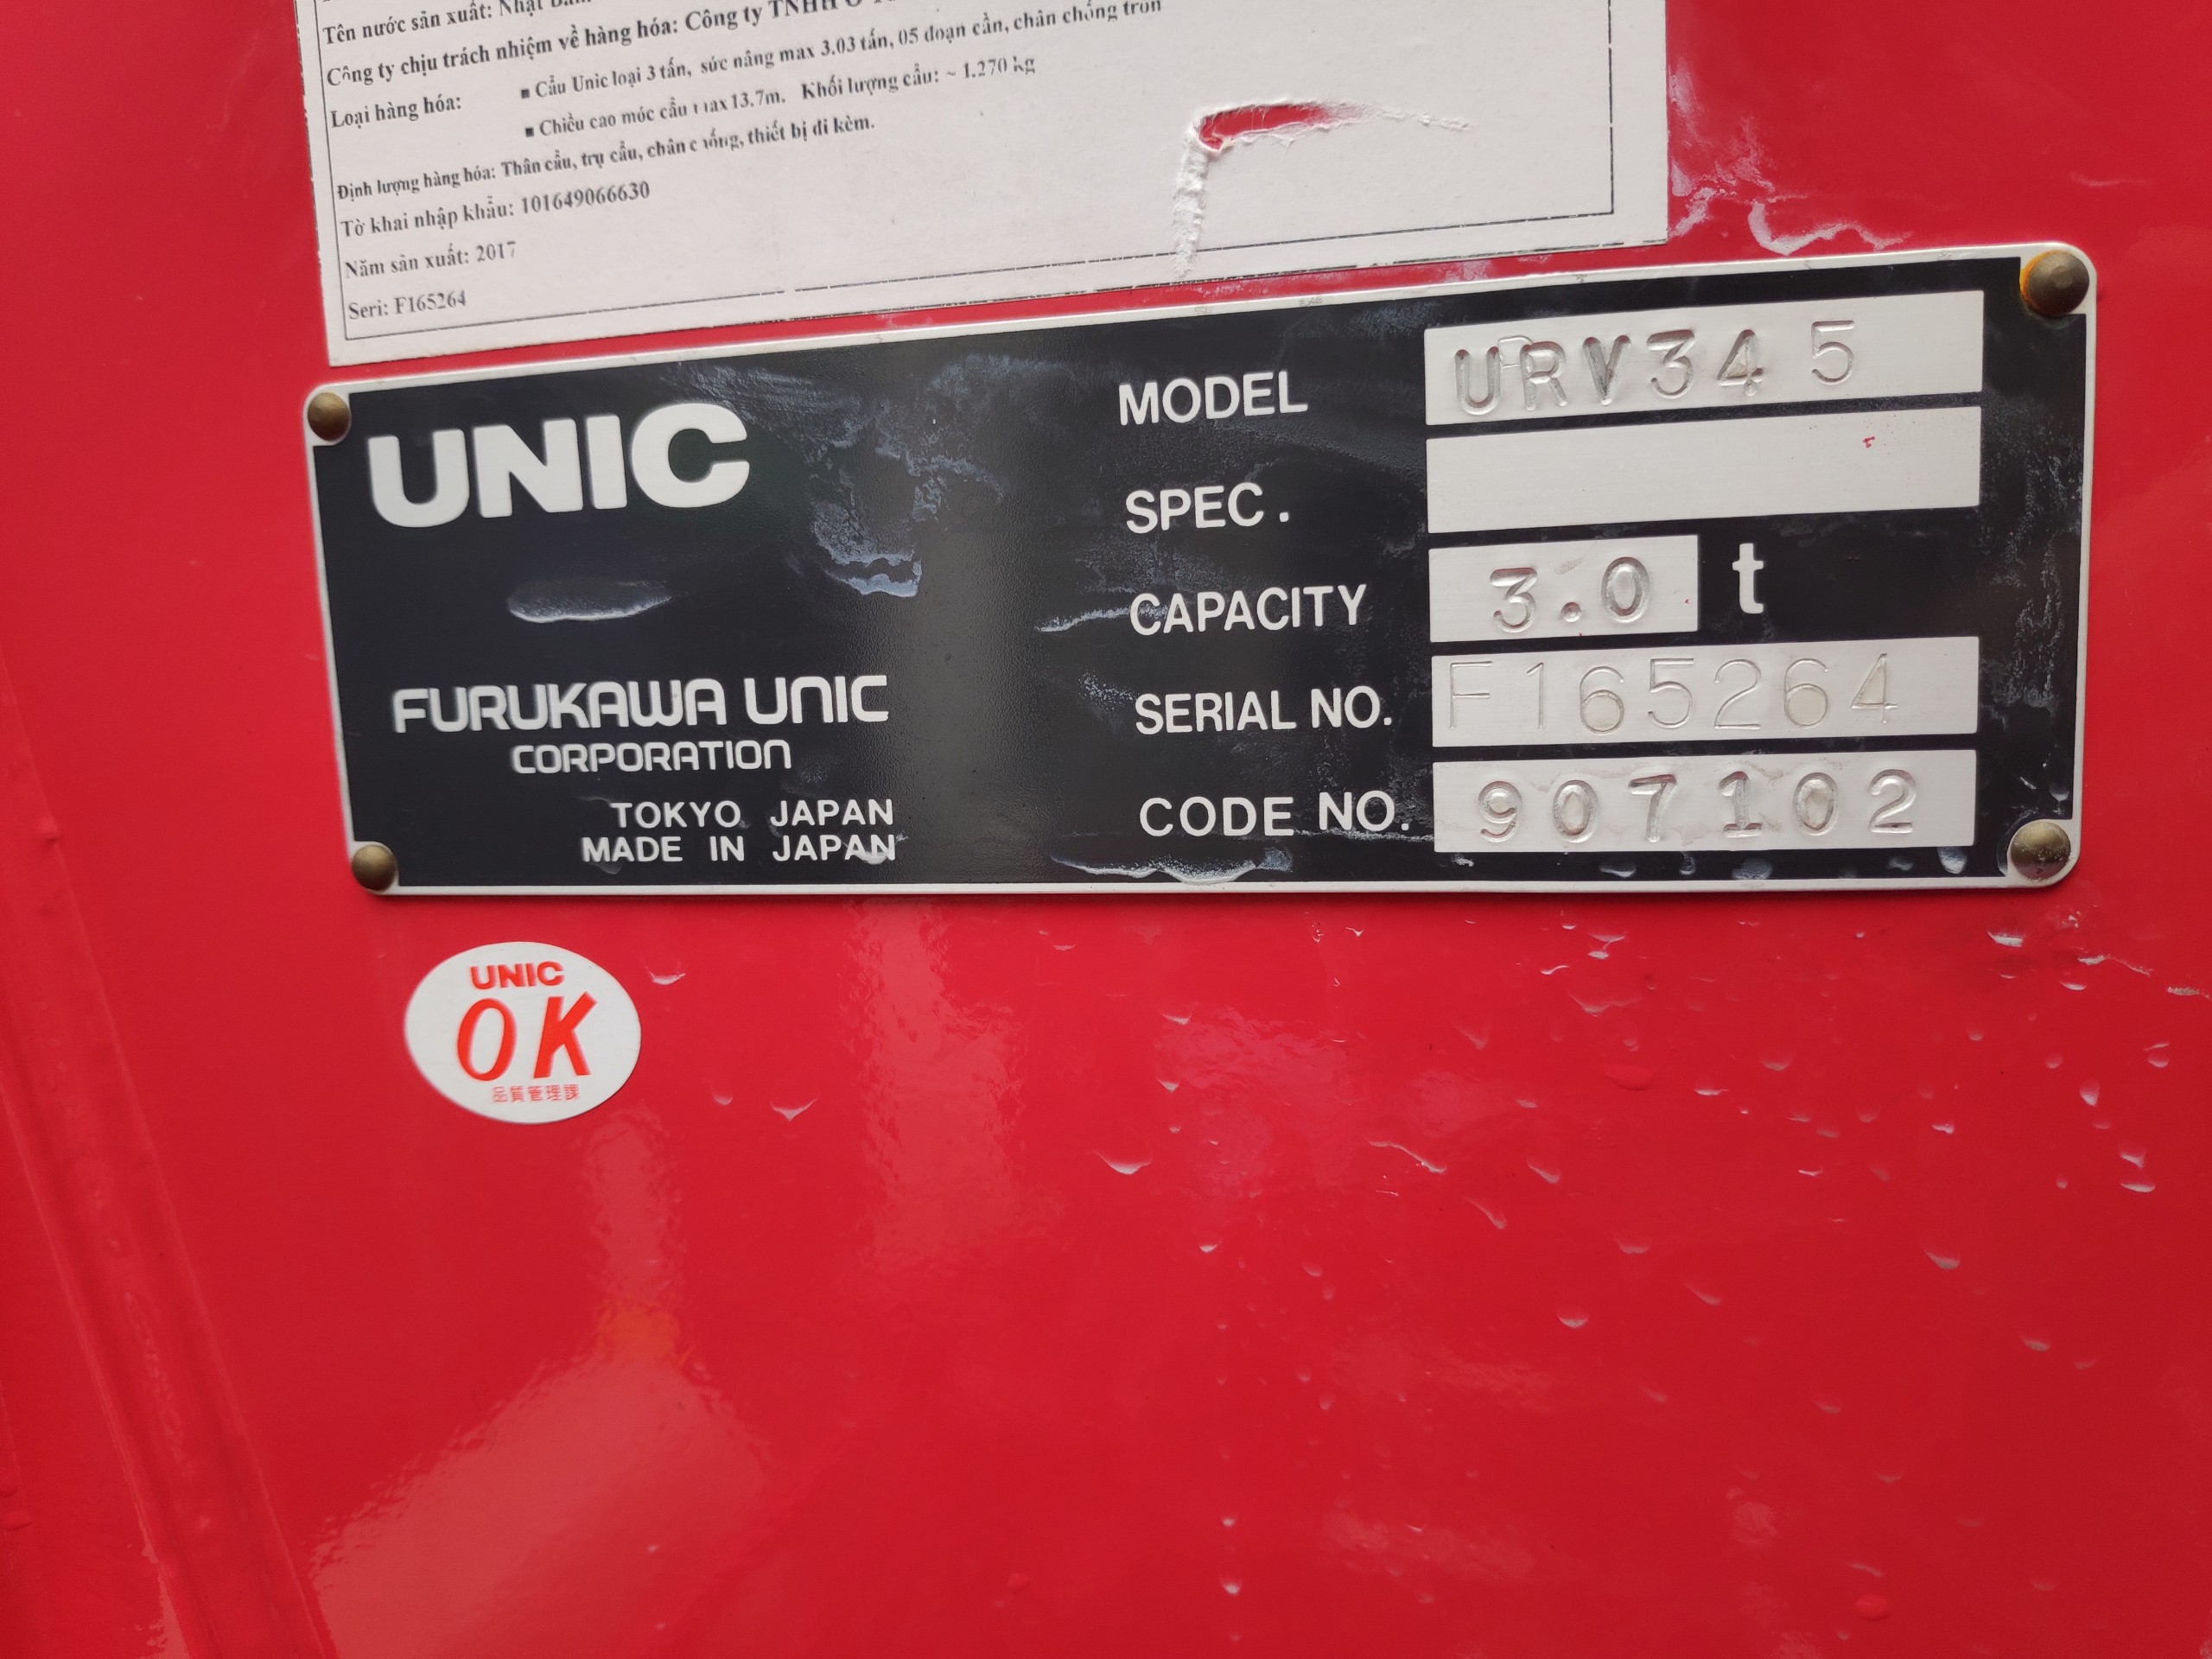 Tên nước sản xuất: Nhật
Công ty chịu trách nhiệm về hàng hóa: Công ty TNHH
Loại hàng hóa: ▪ Cẩu Unic loại 3 tấn, sức nâng max 3.03 tấn, 05 đoạn cần, chân chống tròn
▪ Chiều cao móc cẩu max 13.7m. Khối lượng cẩu: ~ 1.270 kg
Định lượng hàng hóa: Thân cẩu, trụ cẩu, chân chống, thiết bị đi kèm.
Tờ khai nhập khẩu: 101649066630
Năm sản xuất: 2017
Seri: F165264
UNIC
FURUKAWA UNIC
CORPORATION
TOKYO JAPAN
MADE IN JAPAN
MODEL URV345
SPEC.
CAPACITY 3.0 t
SERIAL NO. F165264
CODE NO. 907102
UNIC
OK
品質管理課